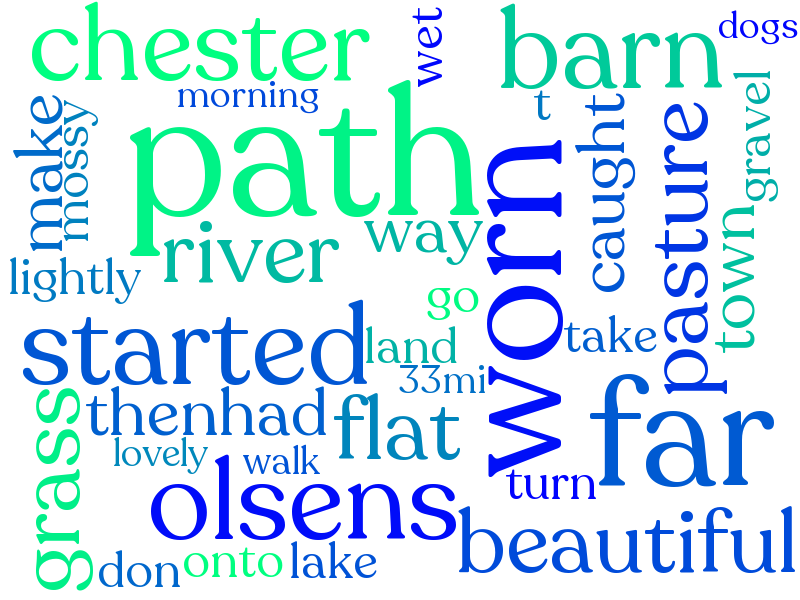 chester
wet
barn
dogs
morning
path
make
mossy
t
caught
pasture
gravel
worn
river
way
lightly
town
go
started
land
take
33mi
far
grass
thenhad
flat
lovely
walk
turn
olsens
beautiful
don
onto
lake